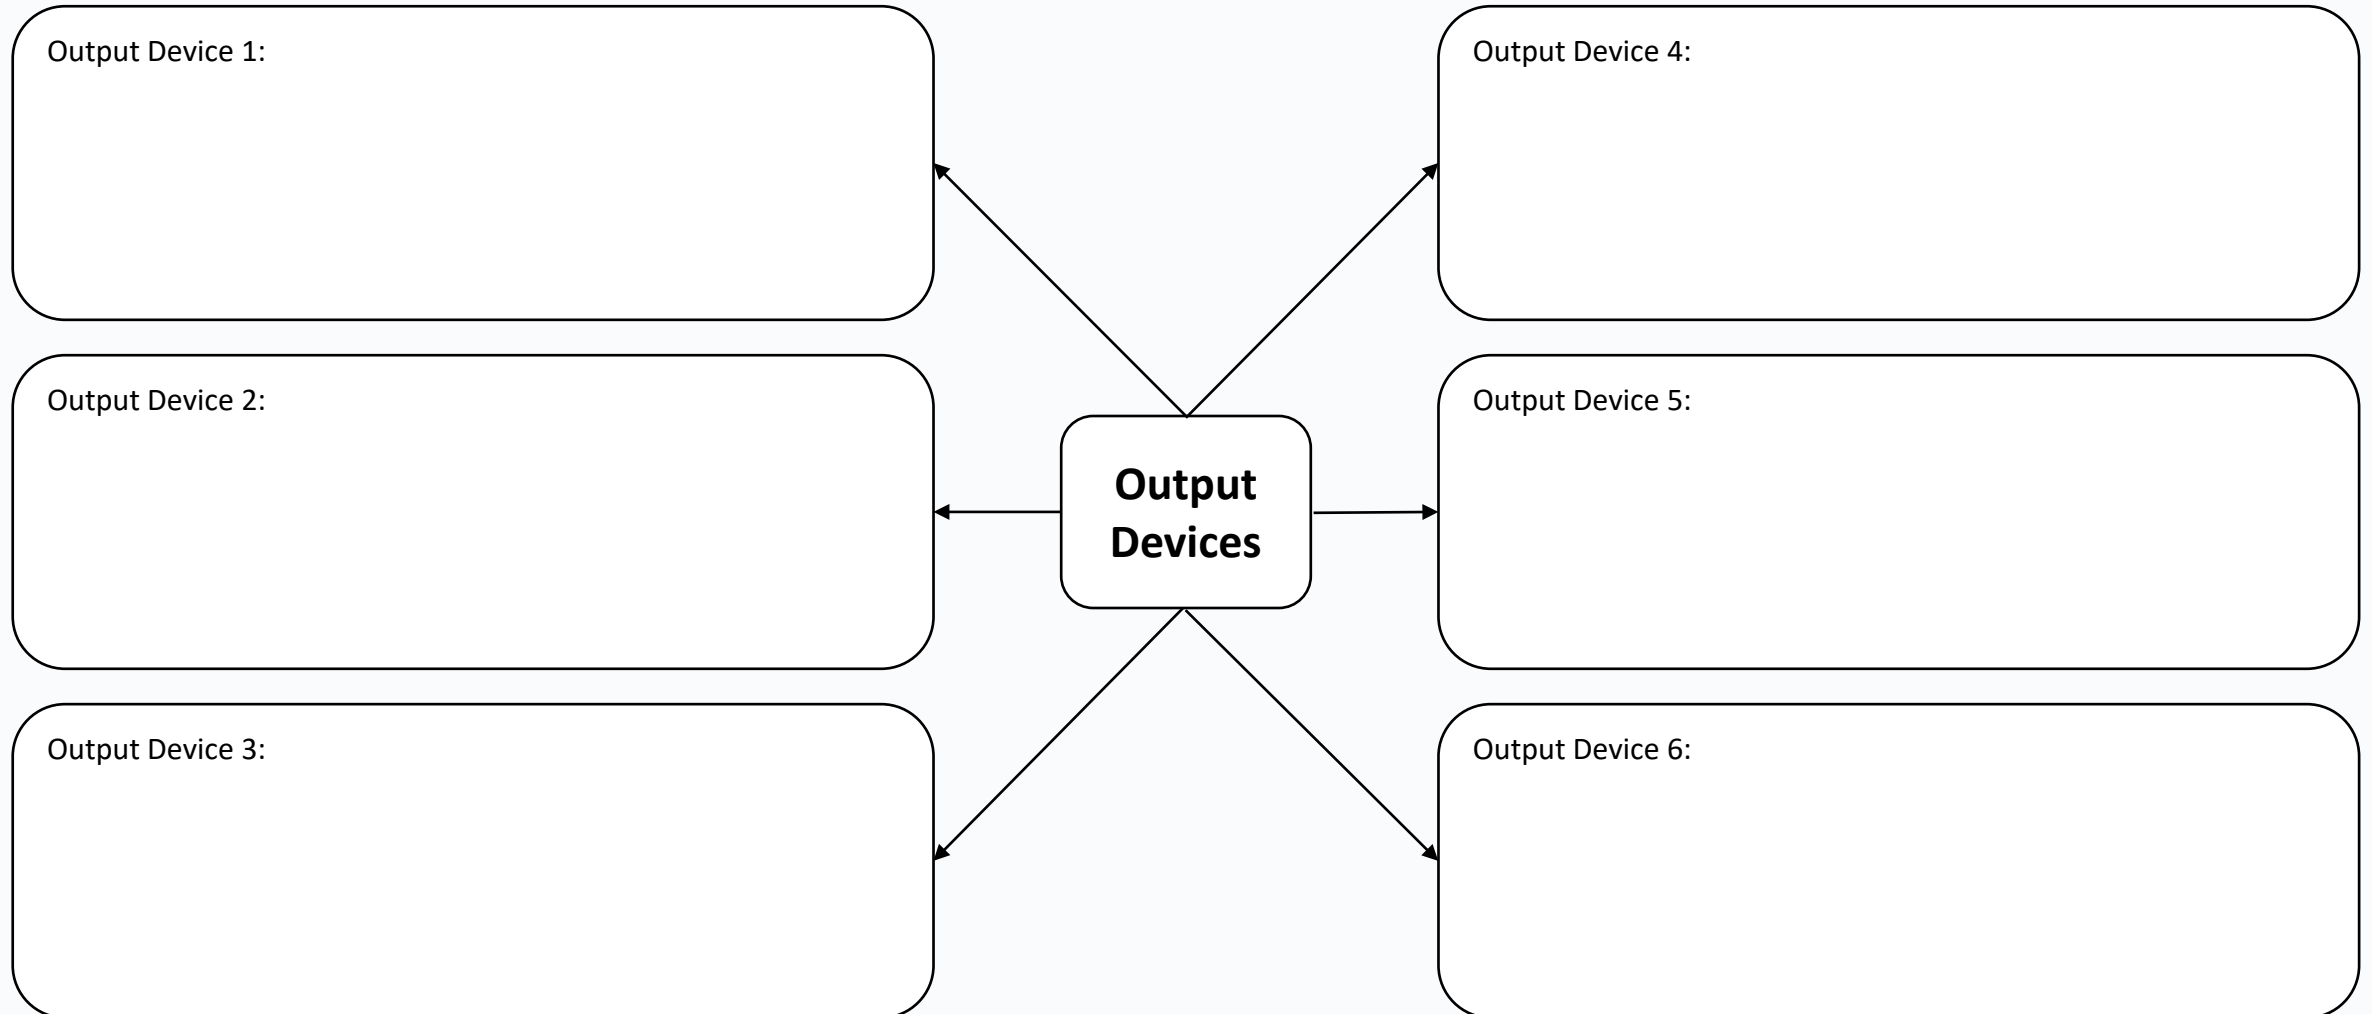 Output Device 1:
Output Device 4:
Output Device 2:
Output Device 5:
Output
Devices
Output Device 3:
Output Device 6: